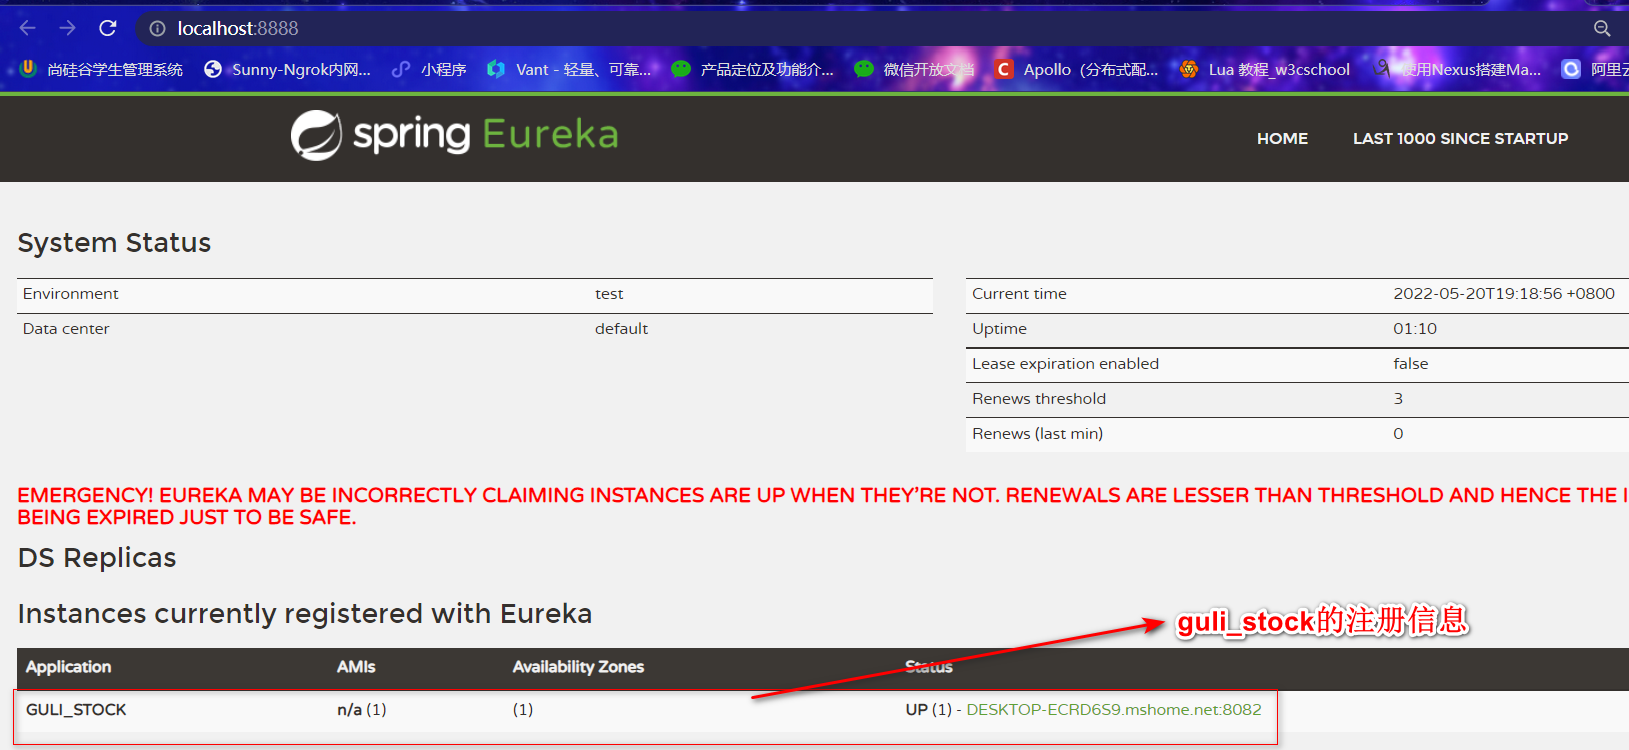 localhost:8888
尚硅谷学生管理系统 Sunny-Ngrok内网... 小程序 Vant - 轻量、可靠... 产品定位及功能介... 微信开放文档 Apollo（分布式配... Lua 教程_w3cschool 使用Nexus搭建Ma... 阿里云
spring Eureka
HOME LAST 1000 SINCE STARTUP
System Status
Environment test Current time 2022-05-20T19:18:56 +0800
Data center default Uptime 01:10
Lease expiration enabled false
Renews threshold 3
Renews (last min) 0
EMERGENCY! EUREKA MAY BE INCORRECTLY CLAIMING INSTANCES ARE UP WHEN THEY'RE NOT. RENEWALS ARE LESSER THAN THRESHOLD AND HENCE THE I
BEING EXPIRED JUST TO BE SAFE.
DS Replicas
Instances currently registered with Eureka
guli_stock的注册信息
Application AMIs Availability Zones Status
GULI_STOCK n/a (1) (1) UP (1) - DESKTOP-ECRD6S9.mshome.net:8082